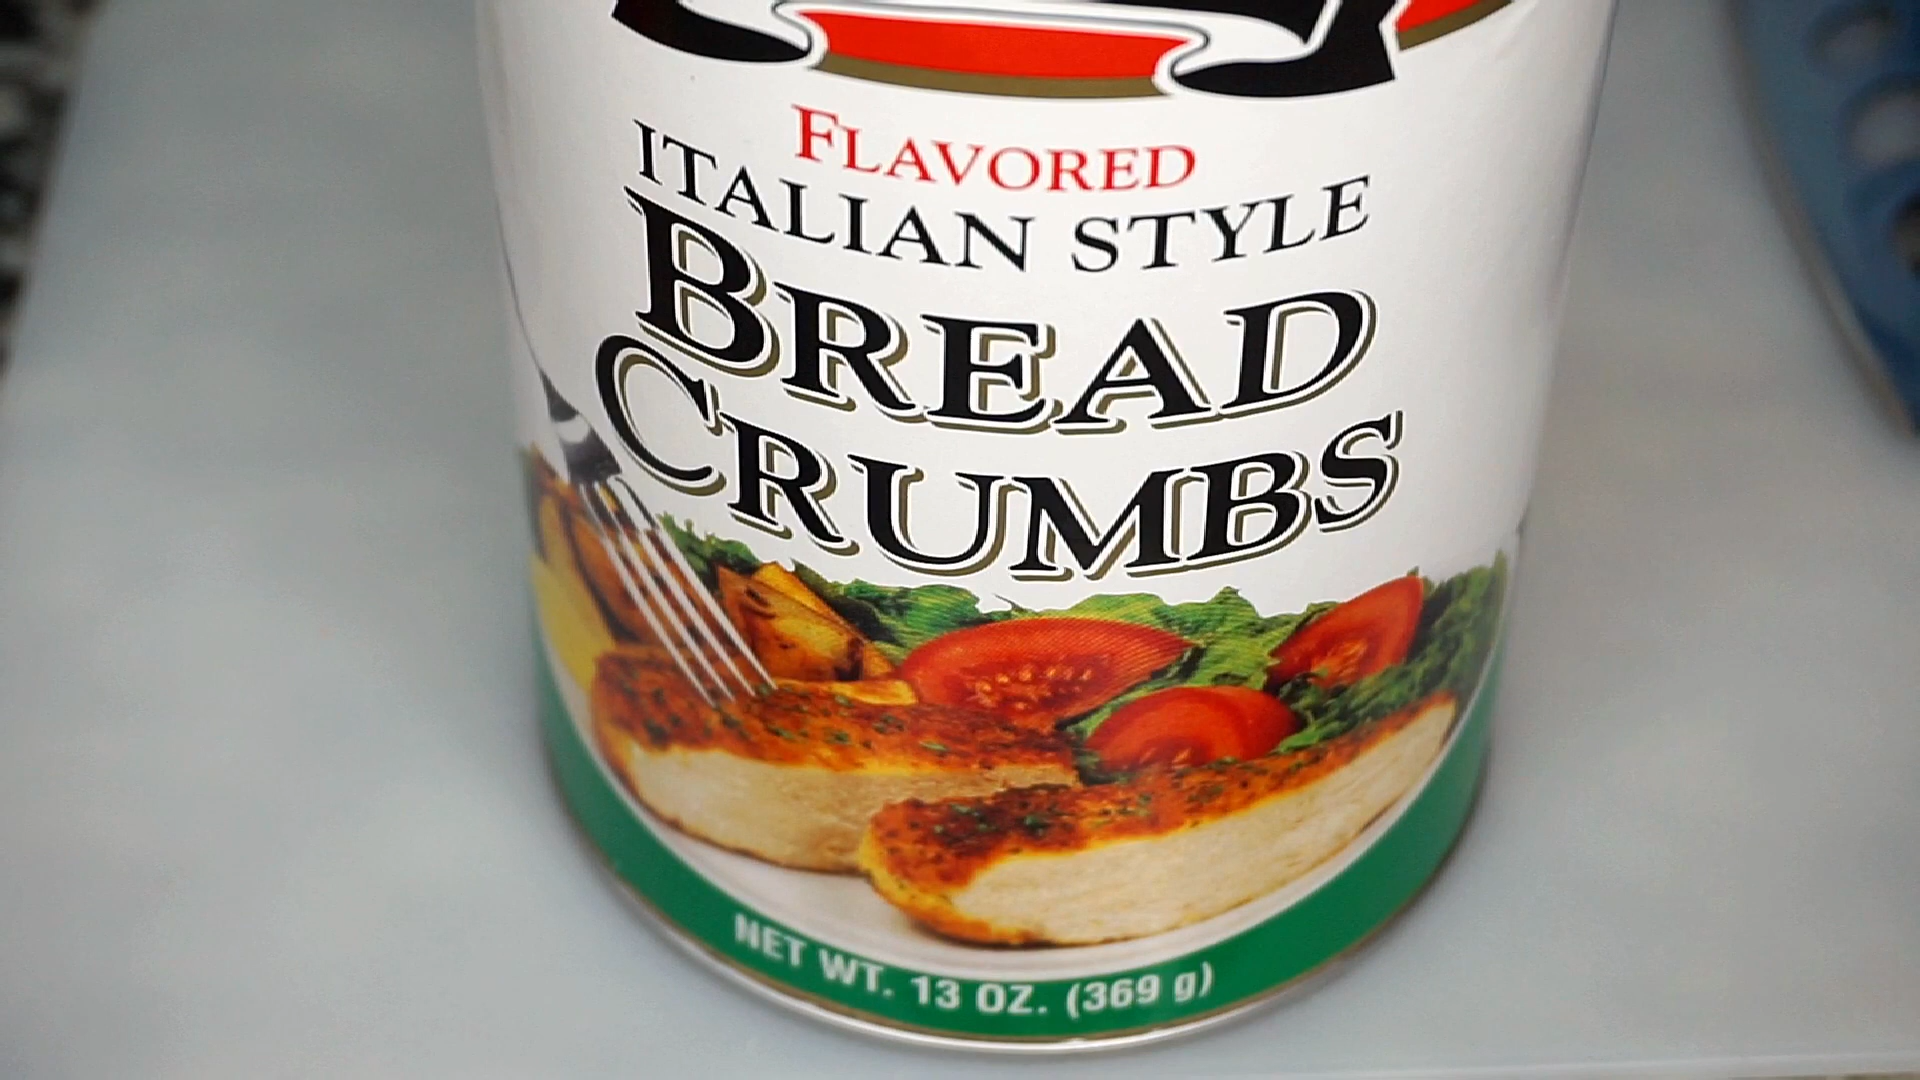 FLAVORED
ITALIAN STYLE
BREAD
CRUMBS
NET WT. 13 OZ. (369 g)